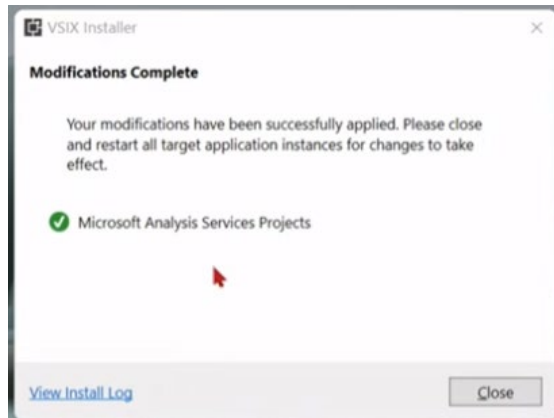 VSIX Installer
Modifications Complete
Your modifications have been successfully applied. Please close
and restart all target application instances for changes to take
effect.
Microsoft Analysis Services Projects
View Install Log
Close